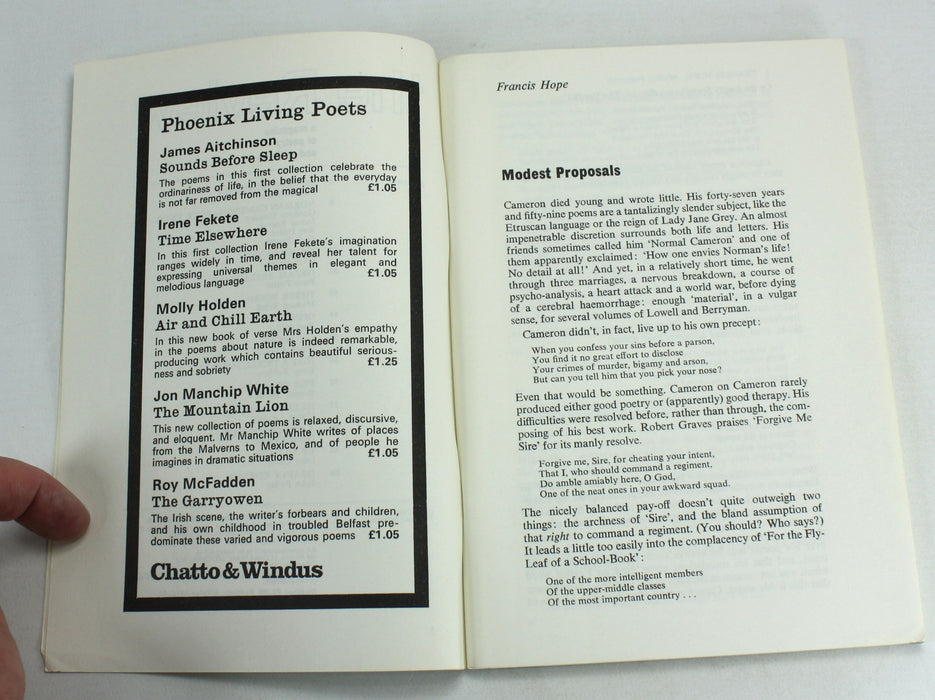 Phoenix Living Poets
James Aitchinson
Sounds Before Sleep
The poems in this first collection celebrate the
ordinariness of life, in the belief that the everyday
is not far removed from the magical £1.05
Irene Fekete
Time Elsewhere
In this first collection Irene Fekete's imagination
ranges widely in time, and reveal her talent for
expressing universal themes in elegant and
melodious language £1.05
Molly Holden
Air and Chill Earth
In this new book of verse Mrs Holden's empathy
in the poems about nature is indeed remarkable,
producing work which contains beautiful serious-
ness and sobriety £1.25
Jon Manchip White
The Mountain Lion
This new collection of poems is relaxed, discursive,
and eloquent. Mr Manchip White writes of places
from the Malverns to Mexico, and of people he
imagines in dramatic situations £1.05
Roy McFadden
The Garryowen
The Irish scene, the writer's forbears and children,
and his own childhood in troubled Belfast pre-
dominate these varied and vigorous poems £1.05
Chatto & Windus
Francis Hope
Modest Proposals
Cameron died young and wrote little. His forty-seven years
and fifty-nine poems are a tantalizingly slender subject, like the
Etruscan language or the reign of Lady Jane Grey. An almost
impenetrable discretion surrounds both life and letters. His
friends sometimes called him 'Normal Cameron' and one of
them apparently exclaimed: 'How one envies Norman's life!
No detail at all!' And yet, in a relatively short time, he went
through three marriages, a nervous breakdown, a course of
psycho-analysis, a heart attack and a world war, before dying
of a cerebral haemorrhage: enough 'material', in a vulgar
sense, for several volumes of Lowell and Berryman.
Cameron didn't, in fact, live up to his own precept:
When you confess your sins before a parson,
You find it no great effort to disclose
Your crimes of murder, bigamy and arson,
But can you tell him that you pick your nose?
Even that would be something. Cameron on Cameron rarely
produced either good poetry or (apparently) good therapy. His
difficulties were resolved before, rather than through, the com-
posing of his best work. Robert Graves praises 'Forgive Me
Sire' for its manly resolve.
Forgive me, Sire, for cheating your intent,
That I, who should command a regiment,
Do amble amiably here, O God,
One of the neat ones in your awkward squad.
The nicely balanced pay-off doesn't quite outweigh two
things: the archness of 'Sire', and the bland assumption of
that right to command a regiment. (You should? Who says?)
It leads a little too easily into the complacency of 'For the Fly-
Leaf of a School-Book':
One of the more intelligent members
Of the upper-middle classes
Of the most important country . . .